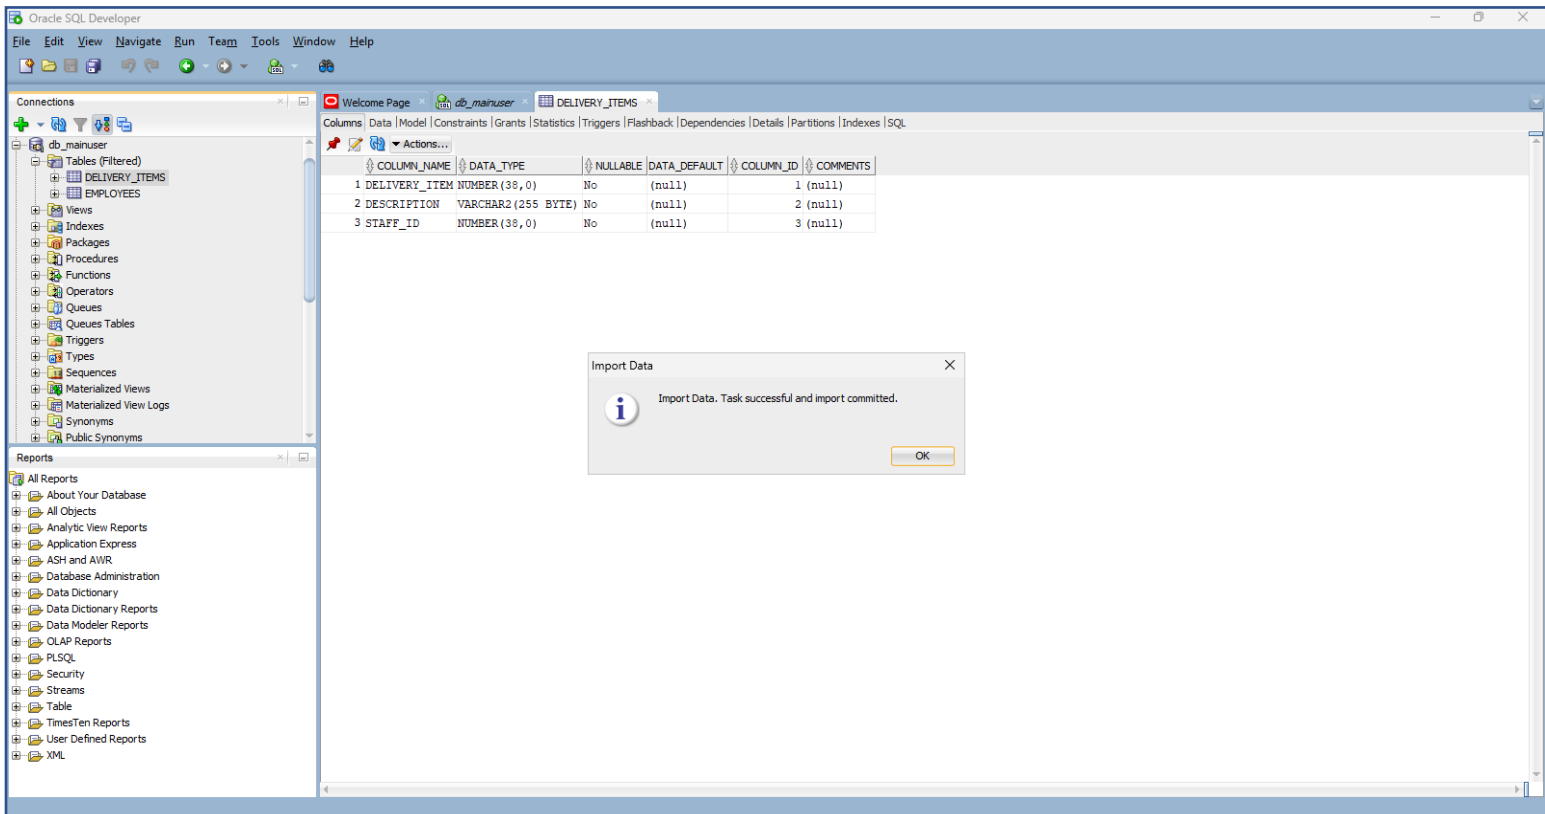 Oracle SQL Developer
File Edit View Navigate Run Team Tools Window Help
Connections
db_mainuser
Tables (Filtered)
DELIVERY_ITEMS
EMPLOYEES
Views
Indexes
Packages
Procedures
Functions
Operators
Queues
Queues Tables
Triggers
Types
Sequences
Materialized Views
Materialized View Logs
Synonyms
Public Synonyms
Reports
All Reports
About Your Database
All Objects
Analytic View Reports
Application Express
ASH and AWR
Database Administration
Data Dictionary
Data Dictionary Reports
Data Modeler Reports
OLAP Reports
PLSQL
Security
Streams
Table
TimesTen Reports
User Defined Reports
XML
Welcome Page db_mainuser DELIVERY_ITEMS
Columns Data |Model |Constraints |Grants |Statistics |Triggers |Flashback |Dependencies |Details |Partitions |Indexes |SQL
Actions...
COLUMN_NAME DATA_TYPE NULLABLE DATA_DEFAULT COLUMN_ID COMMENTS
1 DELIVERY_ITEM NUMBER(38,0) No (null) 1 (null)
2 DESCRIPTION VARCHAR2(255 BYTE) No (null) 2 (null)
3 STAFF_ID NUMBER(38,0) No (null) 3 (null)
Import Data
Import Data. Task successful and import committed.
OK